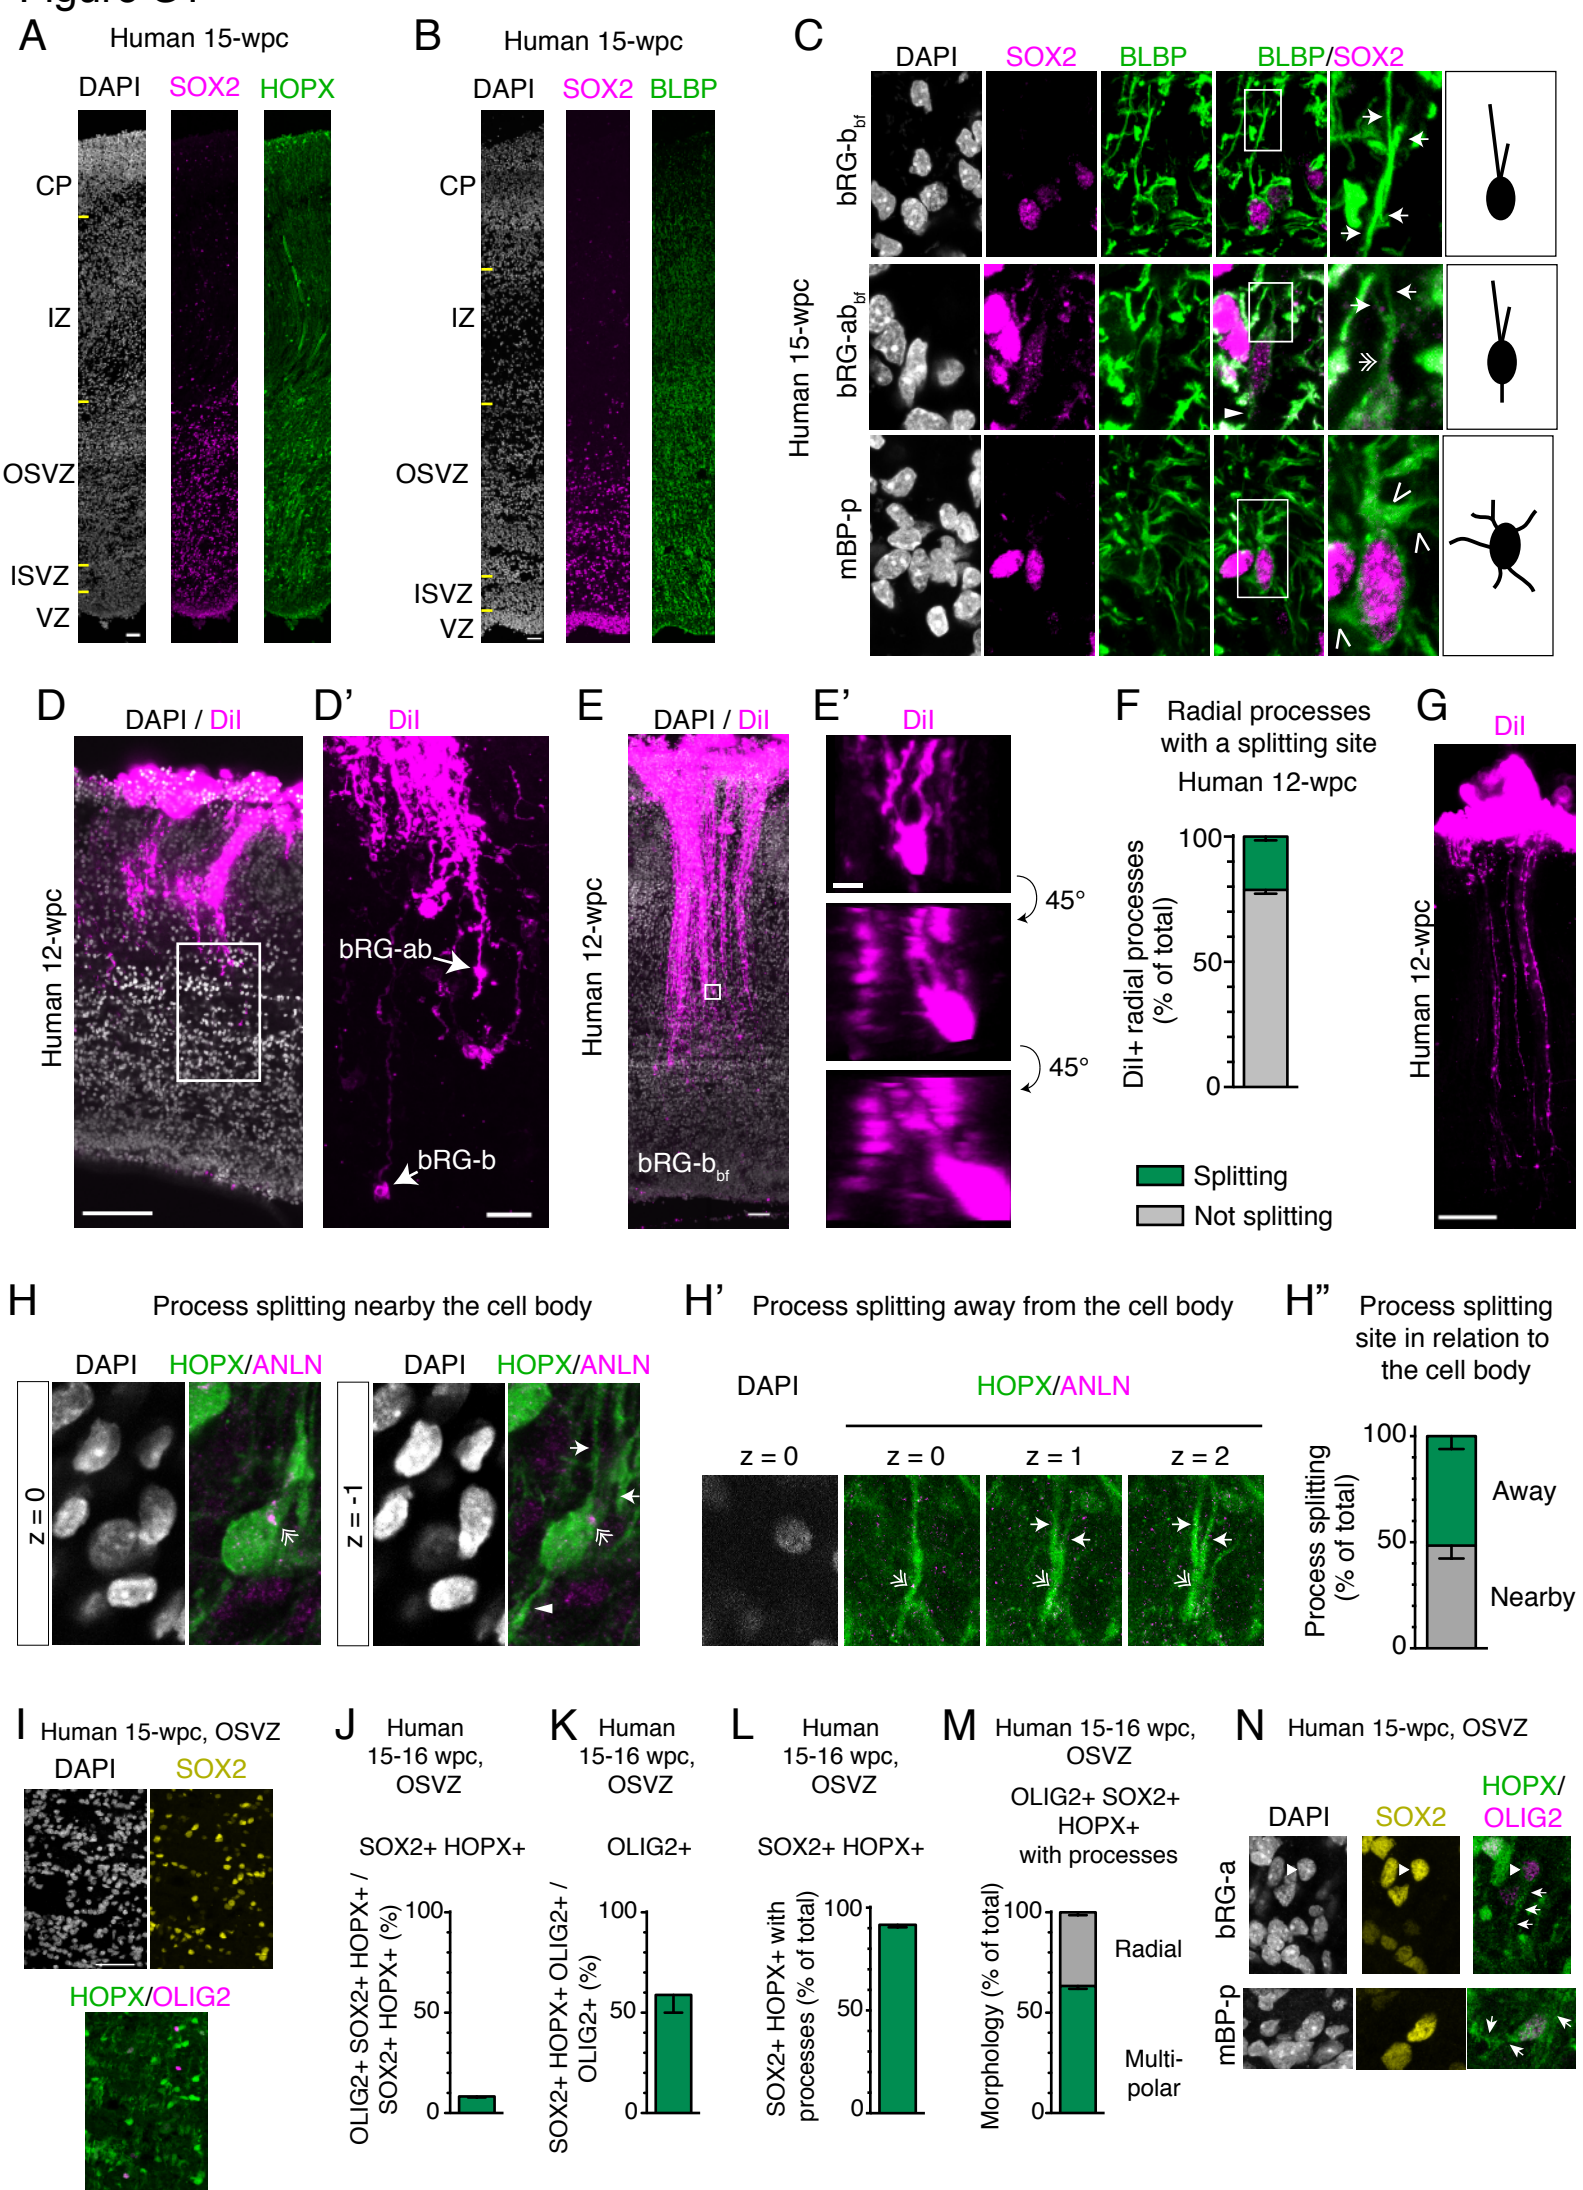 A
Human 15-wpc
DAPI SOX2 HOPX
CP
IZ
OSVZ
ISVZ
VZ
B
Human 15-wpc
DAPI SOX2 BLBP
CP
IZ
OSVZ
ISVZ
VZ
C
DAPI SOX2 BLBP BLBP/SOX2
Human 15-wpc
bRG-b_bf
bRG-ab_bf
mBP-p
D
DAPI / DiI
Human 12-wpc
D’
DiI
bRG-ab
bRG-b
E
DAPI / DiI
Human 12-wpc
bRG-b_bf
E’
DiI
45°
45°
F
Radial processes
with a splitting site
Human 12-wpc
DiI+ radial processes
(% of total)
100
50
0
Splitting
Not splitting
G
DiI
Human 12-wpc
H
Process splitting nearby the cell body
DAPI HOPX/ANLN DAPI HOPX/ANLN
z = 0
z = -1
H’
Process splitting away from the cell body
DAPI HOPX/ANLN
z = 0 z = 0 z = 1 z = 2
H”
Process splitting
site in relation to
the cell body
Process splitting
(% of total)
100
50
0
Away
Nearby
I
Human 15-wpc, OSVZ
DAPI SOX2
HOPX/OLIG2
J
Human
15-16 wpc,
OSVZ
SOX2+ HOPX+
OLIG2+ SOX2+ HOPX+ /
SOX2+ HOPX+ (%)
100
50
0
K
Human
15-16 wpc,
OSVZ
OLIG2+
SOX2+ HOPX+ OLIG2+ /
OLIG2+ (%)
100
50
0
L
Human
15-16 wpc,
OSVZ
SOX2+ HOPX+
SOX2+ HOPX+ with
processes (% of total)
100
50
0
M
Human 15-16 wpc,
OSVZ
OLIG2+ SOX2+
HOPX+
with processes
Morphology (% of total)
100
50
0
Radial
Multi-
polar
N
Human 15-wpc, OSVZ
DAPI SOX2 HOPX/
OLIG2
bRG-a
mBP-p